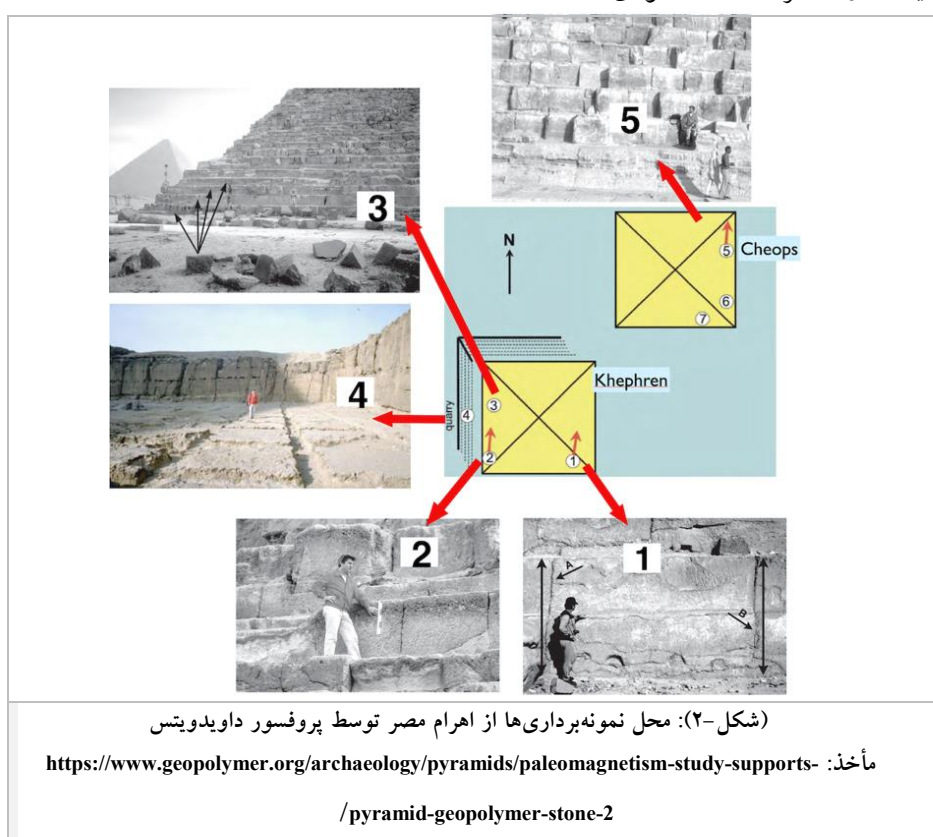 5
3
N
Cheops
5
6
7
4
Khephren
quarry
4
3
2
1
2
1
A
B
(شکل-۲): محل نمونه‌برداری‌ها از اهرام مصر توسط پروفسور داویدویتس
مأخذ: https://www.geopolymer.org/archaeology/pyramids/paleomagnetism-study-supports-
pyramid-geopolymer-stone-2/